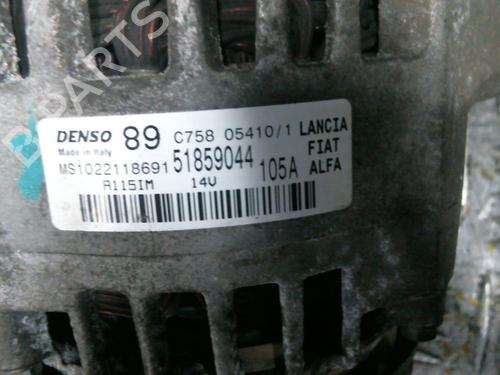 B-PARTS
DENSO 89 C758 05410/1 LANCIA
Made in Italy FIAT
MS1022118691 51859044 105A ALFA
A115IM 14V